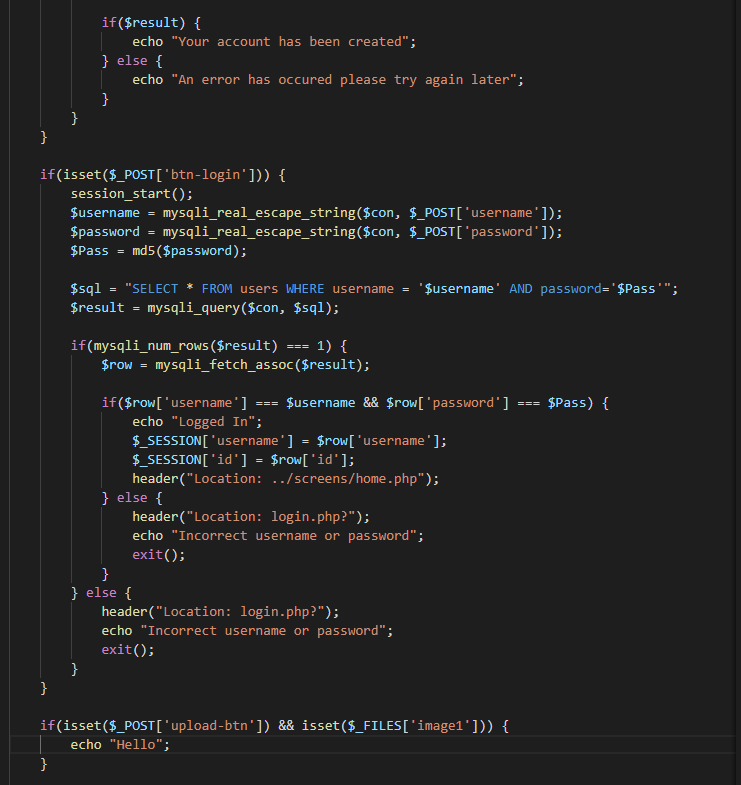 if($result) {
echo "Your account has been created";
} else {
echo "An error has occured please try again later";
}
}
}
if(isset($_POST['btn-login'])) {
session_start();
$username = mysqli_real_escape_string($con, $_POST['username']);
$password = mysqli_real_escape_string($con, $_POST['password']);
$Pass = md5($password);
$sql = "SELECT * FROM users WHERE username = '$username' AND password='$Pass'";
$result = mysqli_query($con, $sql);
if(mysqli_num_rows($result) === 1) {
$row = mysqli_fetch_assoc($result);
if($row['username'] === $username && $row['password'] === $Pass) {
echo "Logged In";
$_SESSION['username'] = $row['username'];
$_SESSION['id'] = $row['id'];
header("Location: ../screens/home.php");
} else {
header("Location: login.php?");
echo "Incorrect username or password";
exit();
}
} else {
header("Location: login.php?");
echo "Incorrect username or password";
exit();
}
}
if(isset($_POST['upload-btn']) && isset($_FILES['image1'])) {
echo "Hello";
}